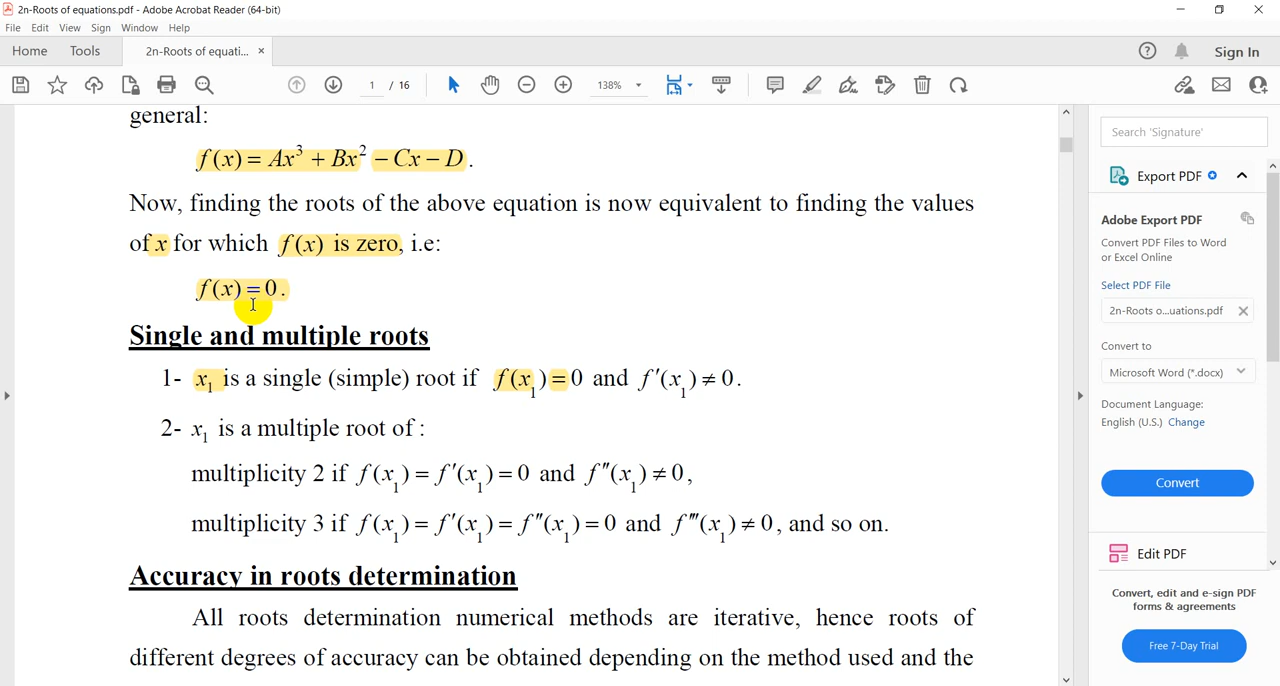 2n-Roots of equations.pdf - Adobe Acrobat Reader (64-bit)
File Edit View Sign Window Help
Home Tools 2n-Roots of equati... × Sign In
1 / 16 138%
general:
f(x) = Ax³ + Bx² − Cx − D.
Now, finding the roots of the above equation is now equivalent to finding the values
of x for which f(x) is zero, i.e:
f(x) = 0.
Single and multiple roots
1- x₁ is a single (simple) root if f(x₁) = 0 and f′(x₁) ≠ 0.
2- x₁ is a multiple root of :
multiplicity 2 if f(x₁) = f′(x₁) = 0 and f″(x₁) ≠ 0,
multiplicity 3 if f(x₁) = f′(x₁) = f″(x₁) = 0 and f‴(x₁) ≠ 0, and so on.
Accuracy in roots determination
All roots determination numerical methods are iterative, hence roots of
different degrees of accuracy can be obtained depending on the method used and the
Search 'Signature'
Export PDF
Adobe Export PDF
Convert PDF Files to Word
or Excel Online
Select PDF File
2n-Roots o...uations.pdf
Convert to
Microsoft Word (*.docx)
Document Language:
English (U.S.) Change
Convert
Edit PDF
Convert, edit and e-sign PDF
forms & agreements
Free 7-Day Trial